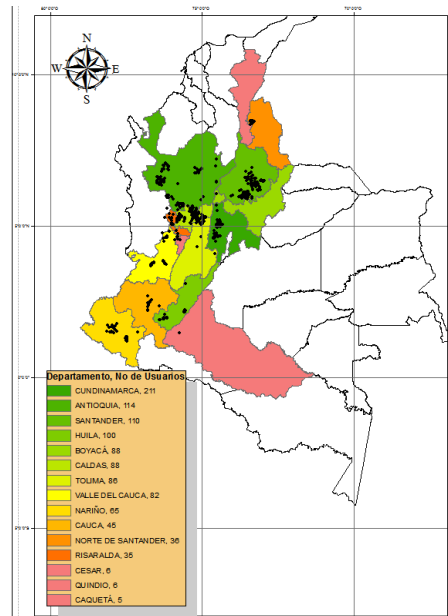 N
W E
S
Departamento, No de Usuarios
CUNDINAMARCA, 211
ANTIOQUIA, 114
SANTANDER, 110
HUILA, 100
BOYACÁ, 88
CALDAS, 88
TOLIMA, 86
VALLE DEL CAUCA, 82
NARIÑO, 65
CAUCA, 45
NORTE DE SANTANDER, 36
RISARALDA, 35
CESAR, 6
QUINDIO, 6
CAQUETÁ, 5